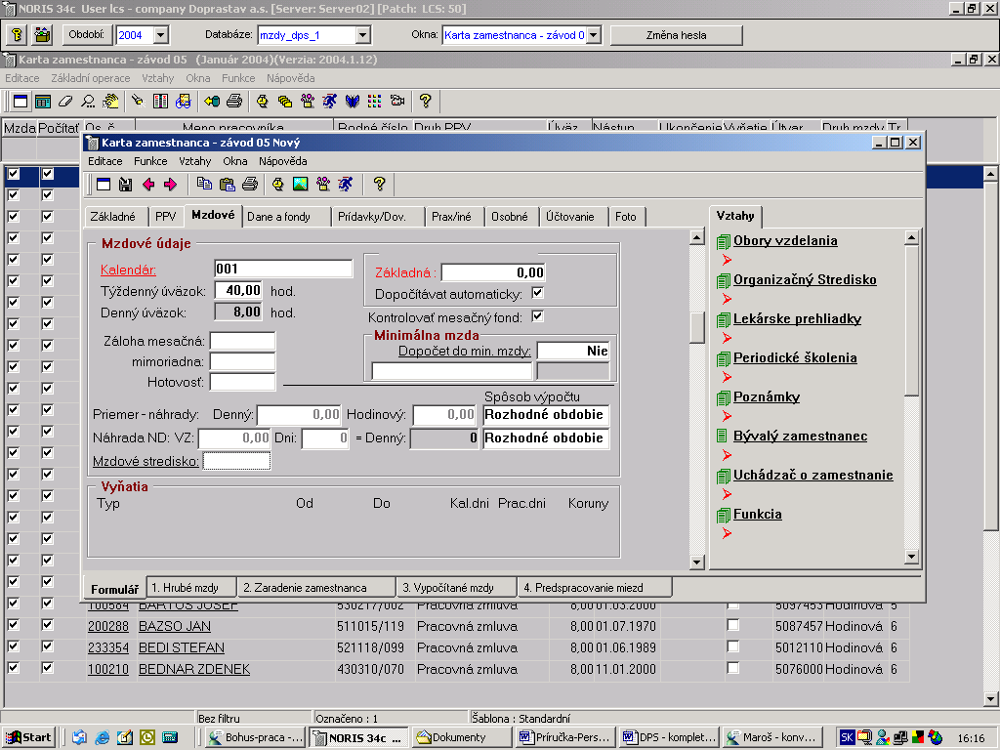 NORIS 34c User lcs - company Doprastav a.s. [Server: Server02] [Patch: LCS: 50]
Období: 2004 Databáze: mzdy_dps_1 Okna: Karta zamestnanca - závod 0 Změna hesla
Karta zamestnanca - závod 05 (Január 2004)(Verzia: 2004.1.12)
Editace Základní operace Vztahy Okna Funkce Nápověda
Mzda Počítať Os. č. Meno pracovníka Rodné číslo Druh PPV Úväz. Nástup Ukončenie Vyňatie Útvar Druh mzdy Tr.
Karta zamestnanca - závod 05 Nový
Editace Funkce Vztahy Okna Nápověda
Základné PPV Mzdové Dane a fondy Prídavky/Dov. Prax/iné Osobné Účtovanie Foto
Vztahy
Mzdové údaje
Kalendár: 001
Týždenný úväzok: 40,00 hod.
Denný úväzok: 8,00 hod.
Základná : 0,00
Dopočítávat automaticky:
Kontrolovať mesačný fond:
Záloha mesačná:
mimoriadna:
Hotovosť:
Minimálna mzda
Dopočet do min. mzdy: Nie
Spôsob výpočtu
Priemer - náhrady: Denný: 0,00 Hodinový: 0,00 Rozhodné obdobie
Náhrada ND: VZ: 0,00 Dni: 0 = Denný: 0 Rozhodné obdobie
Mzdové stredisko:
Vyňatia
Typ Od Do Kal.dni Prac.dni Koruny
Obory vzdelania
Organizačný Stredisko
Lekárske prehliadky
Periodické školenia
Poznámky
Bývalý zamestnanec
Uchádzač o zamestnanie
Funkcia
Formulář 1. Hrubé mzdy 2. Zaradenie zamestnanca 3. Vypočítané mzdy 4. Predspracovanie miezd
100584 BARTOS JOSEF 530217/002 Pracovná zmluva 8,00 01.03.2000 5097453 Hodinová 5
200288 BAZSO JAN 511015/119 Pracovná zmluva 8,00 01.07.1970 5087457 Hodinová 6
233354 BEDI STEFAN 521118/099 Pracovná zmluva 8,00 01.06.1989 5012110 Hodinová 6
100210 BEDNAR ZDENEK 430310/070 Pracovná zmluva 8,00 11.01.2000 5076000 Hodinová 6
Bez filtru Označeno : 1 Šablona : Standardní
Start Bohus-praca - ... NORIS 34c ... Dokumenty Príručka-Pers... DPS - komplet... Maroš - konv... SK 16:16